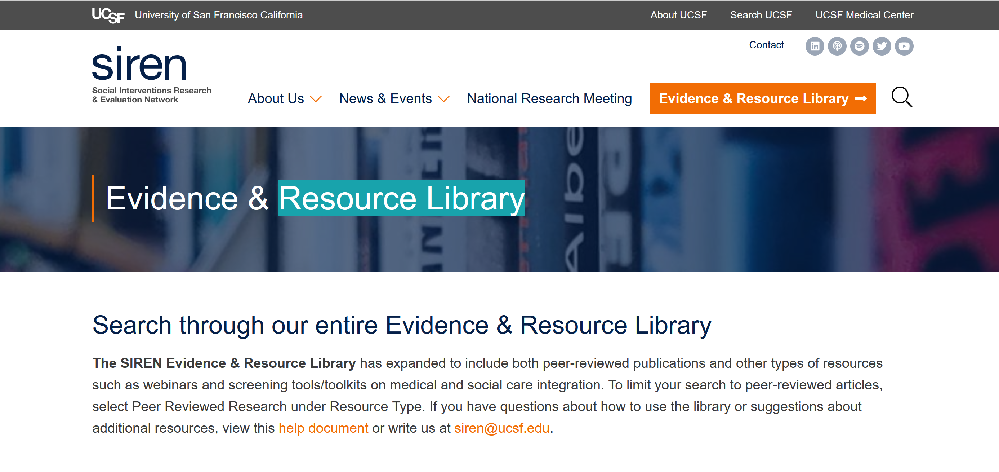 UCSF University of San Francisco California About UCSF Search UCSF UCSF Medical Center
Contact
siren
Social Interventions Research
& Evaluation Network
About Us News & Events National Research Meeting Evidence & Resource Library →
Evidence & Resource Library
Search through our entire Evidence & Resource Library
The SIREN Evidence & Resource Library has expanded to include both peer-reviewed publications and other types of resources
such as webinars and screening tools/toolkits on medical and social care integration. To limit your search to peer-reviewed articles,
select Peer Reviewed Research under Resource Type. If you have questions about how to use the library or suggestions about
additional resources, view this help document or write us at siren@ucsf.edu.